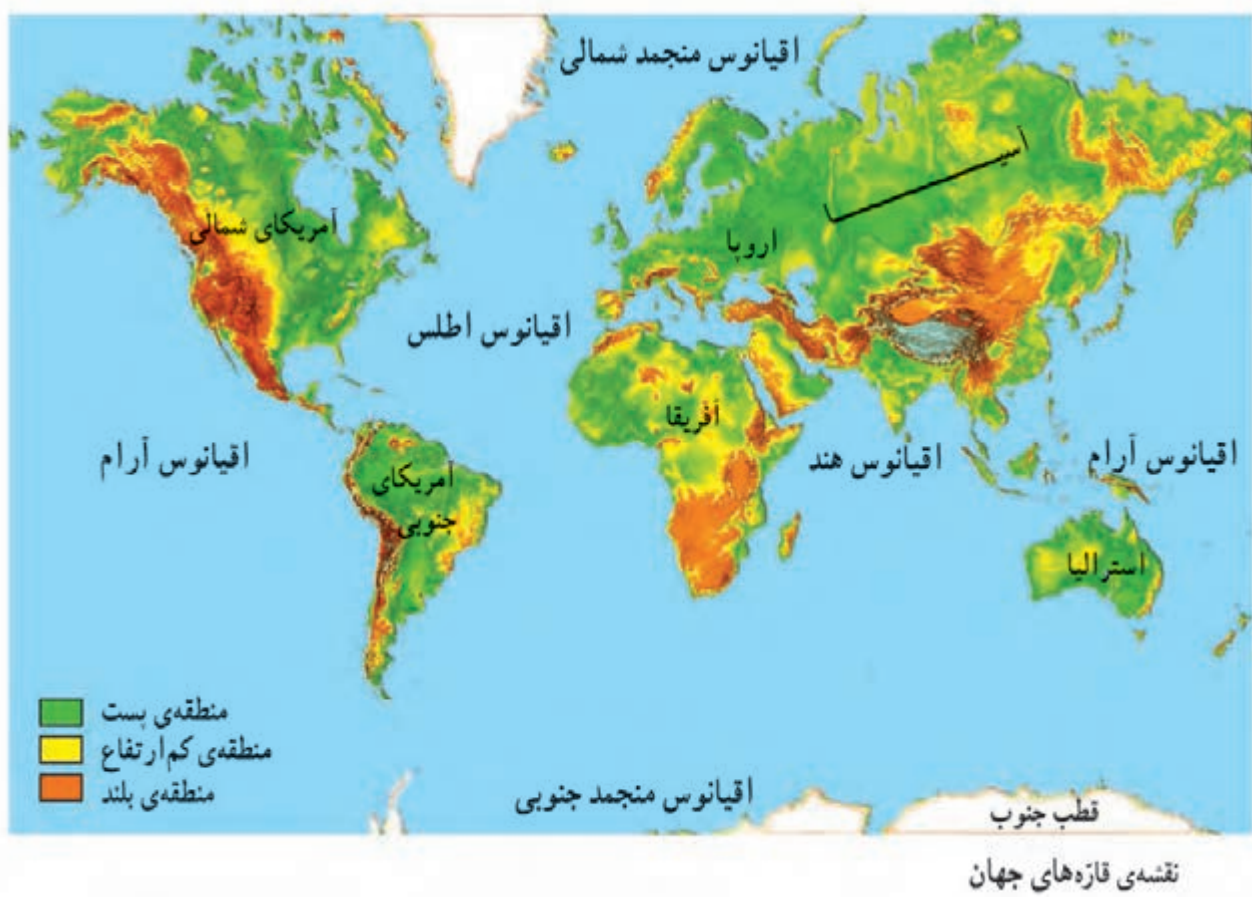 اقیانوس منجمد شمالی
آسیا
آمریکای شمالی
اروپا
اقیانوس اطلس
آفریقا
اقیانوس آرام
اقیانوس هند
اقیانوس آرام
آمریکای
جنوبی
استرالیا
منطقه‌ی پست
منطقه‌ی کم‌ارتفاع
منطقه‌ی بلند
اقیانوس منجمد جنوبی
قطب جنوب
نقشه‌ی قاره‌های جهان